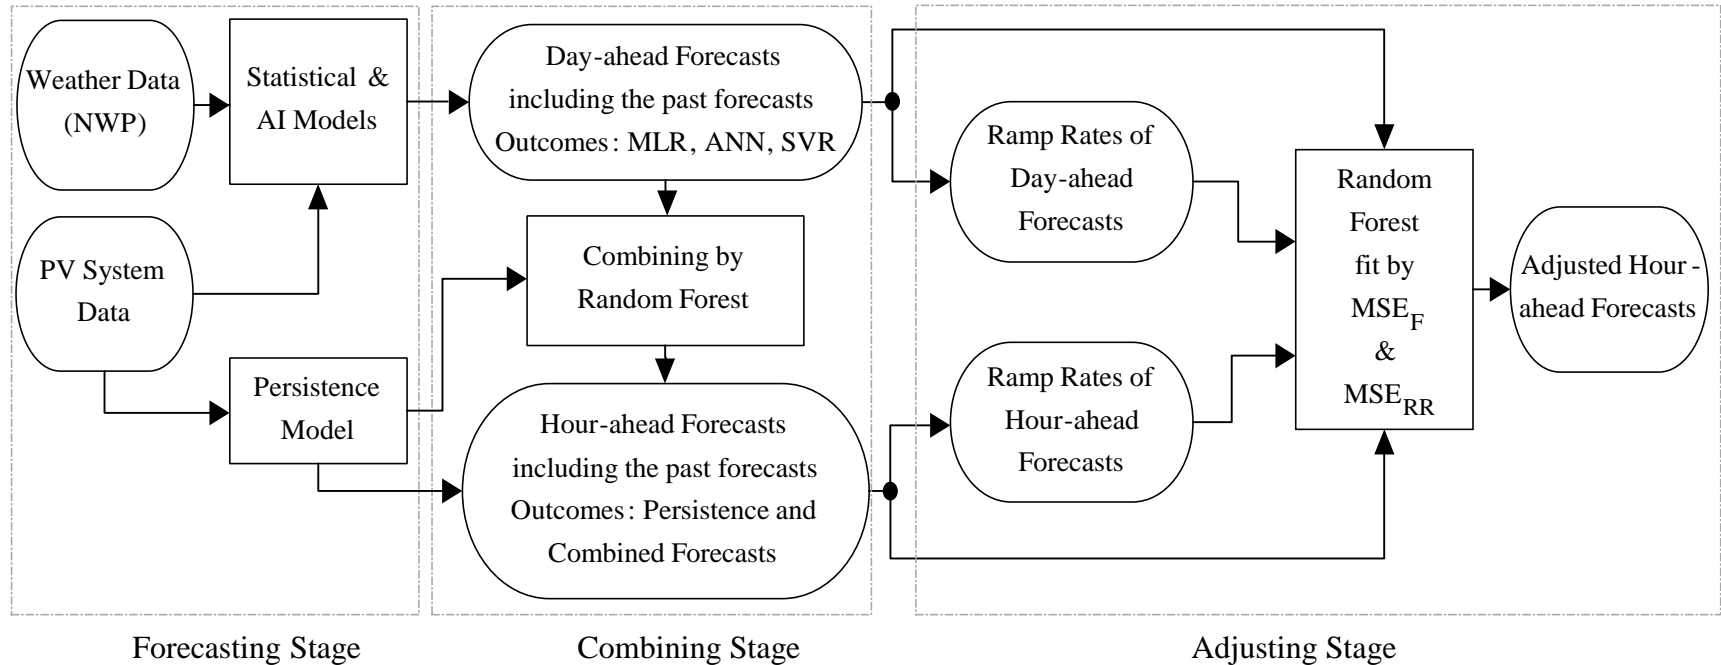 Weather Data
(NWP)
Statistical &
AI Models
PV System
Data
Persistence
Model
Day-ahead Forecasts
including the past forecasts
Outcomes: MLR, ANN, SVR
Combining by
Random Forest
Hour-ahead Forecasts
including the past forecasts
Outcomes: Persistence and
Combined Forecasts
Ramp Rates of
Day-ahead
Forecasts
Ramp Rates of
Hour-ahead
Forecasts
Random
Forest
fit by
MSE_F
&
MSE_RR
Adjusted Hour-
ahead Forecasts
Forecasting Stage
Combining Stage
Adjusting Stage